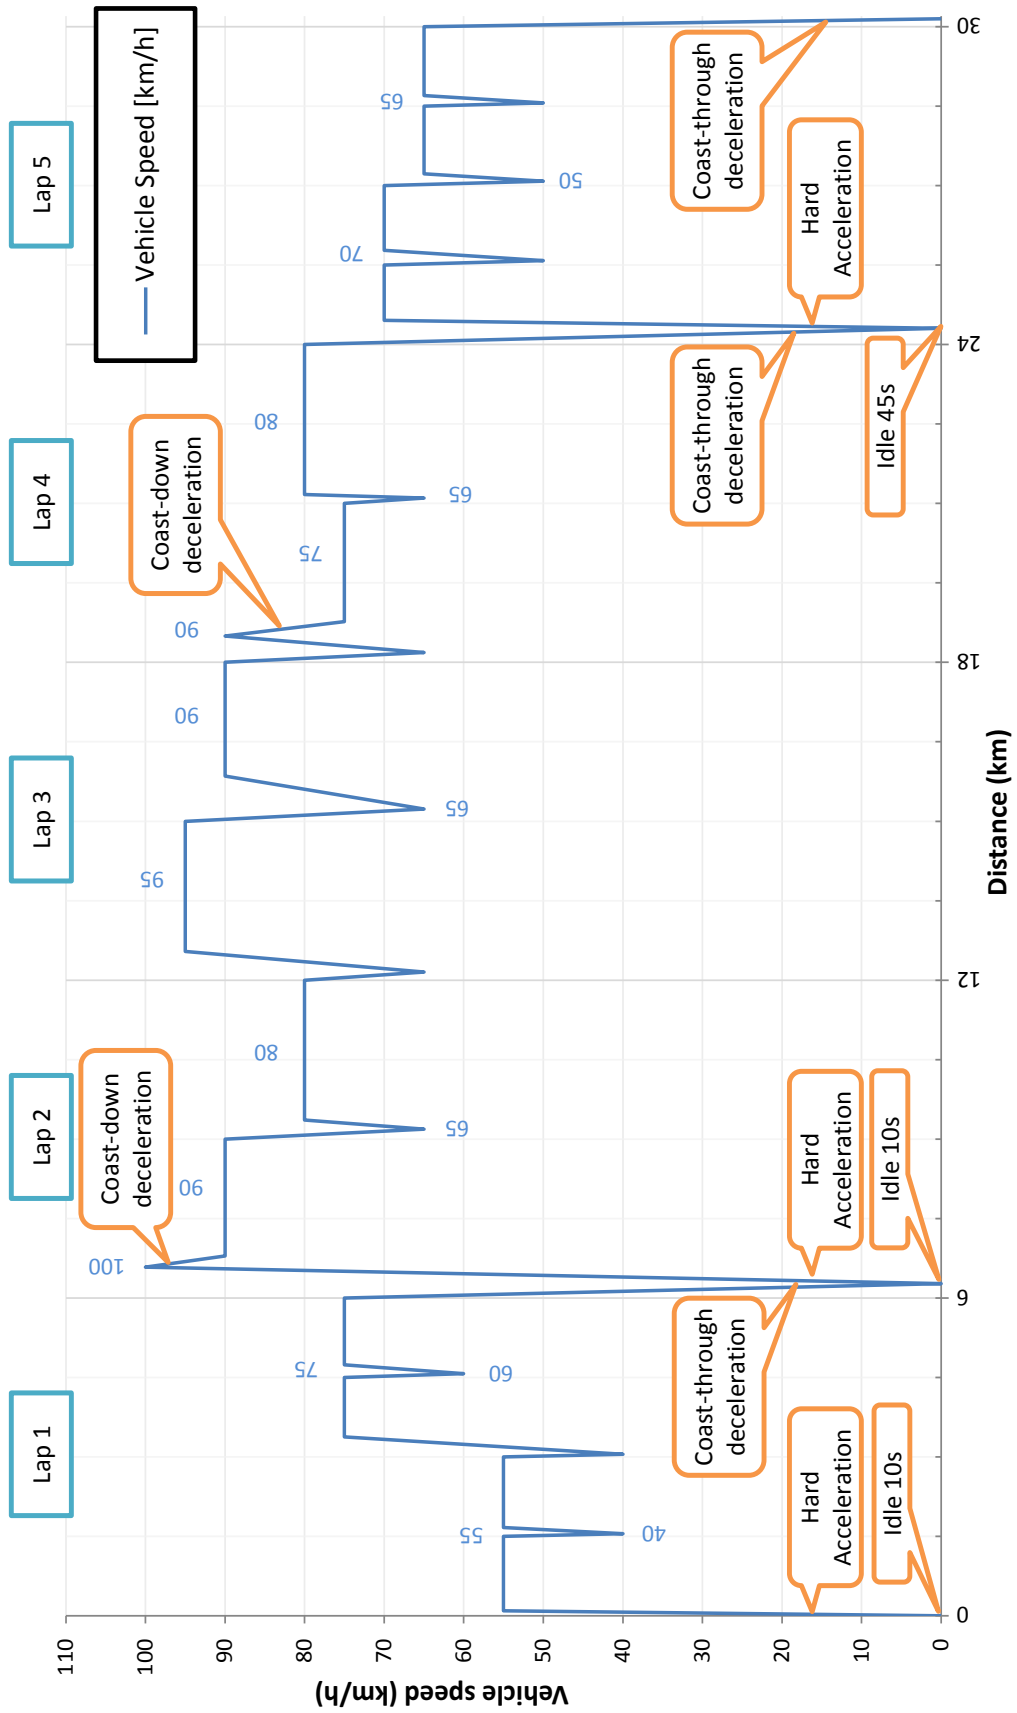 Lap 1
Lap 2
Lap 3
Lap 4
Lap 5
Vehicle Speed [km/h]
Vehicle speed (km/h)
110
100
90
80
70
60
50
40
30
20
10
0
0
6
12
18
24
30
Distance (km)
55
40
75
60
100
90
65
80
95
65
90
90
75
65
80
70
50
65
Idle 10s
Hard
Acceleration
Coast-through
deceleration
Idle 10s
Hard
Acceleration
Coast-down
deceleration
Coast-down
deceleration
Coast-through
deceleration
Idle 45s
Hard
Acceleration
Coast-through
deceleration